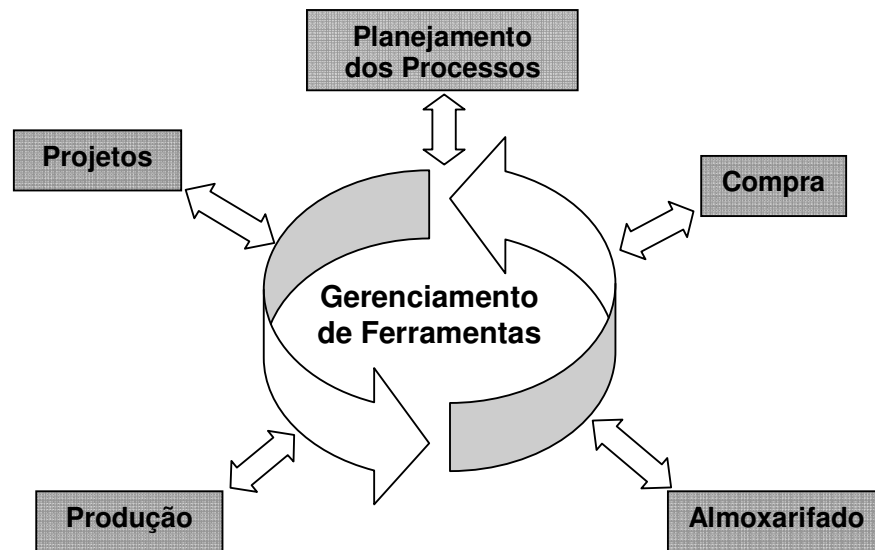 Planejamento
dos Processos
Projetos
Compra
Gerenciamento
de Ferramentas
Produção
Almoxarifado